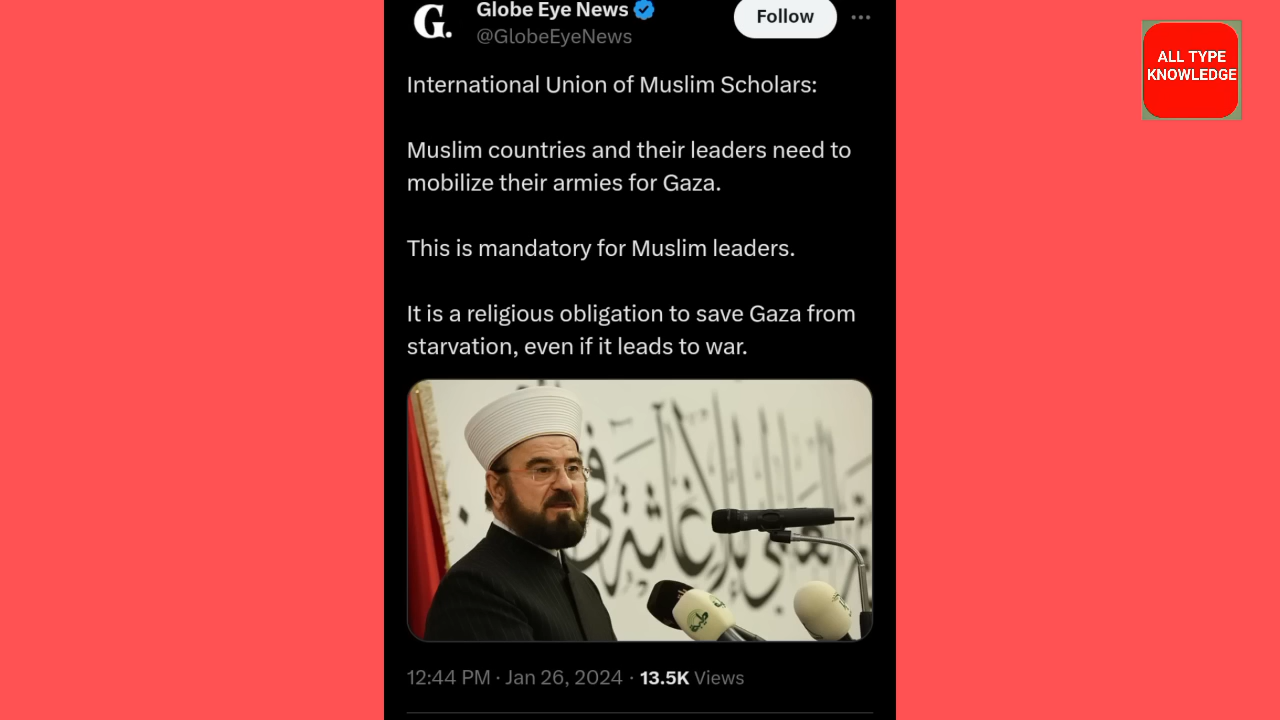 G.
Globe Eye News
@GlobeEyeNews
Follow
ALL TYPE
KNOWLEDGE
International Union of Muslim Scholars:
Muslim countries and their leaders need to
mobilize their armies for Gaza.
This is mandatory for Muslim leaders.
It is a religious obligation to save Gaza from
starvation, even if it leads to war.
12:44 PM · Jan 26, 2024 · 13.5K Views